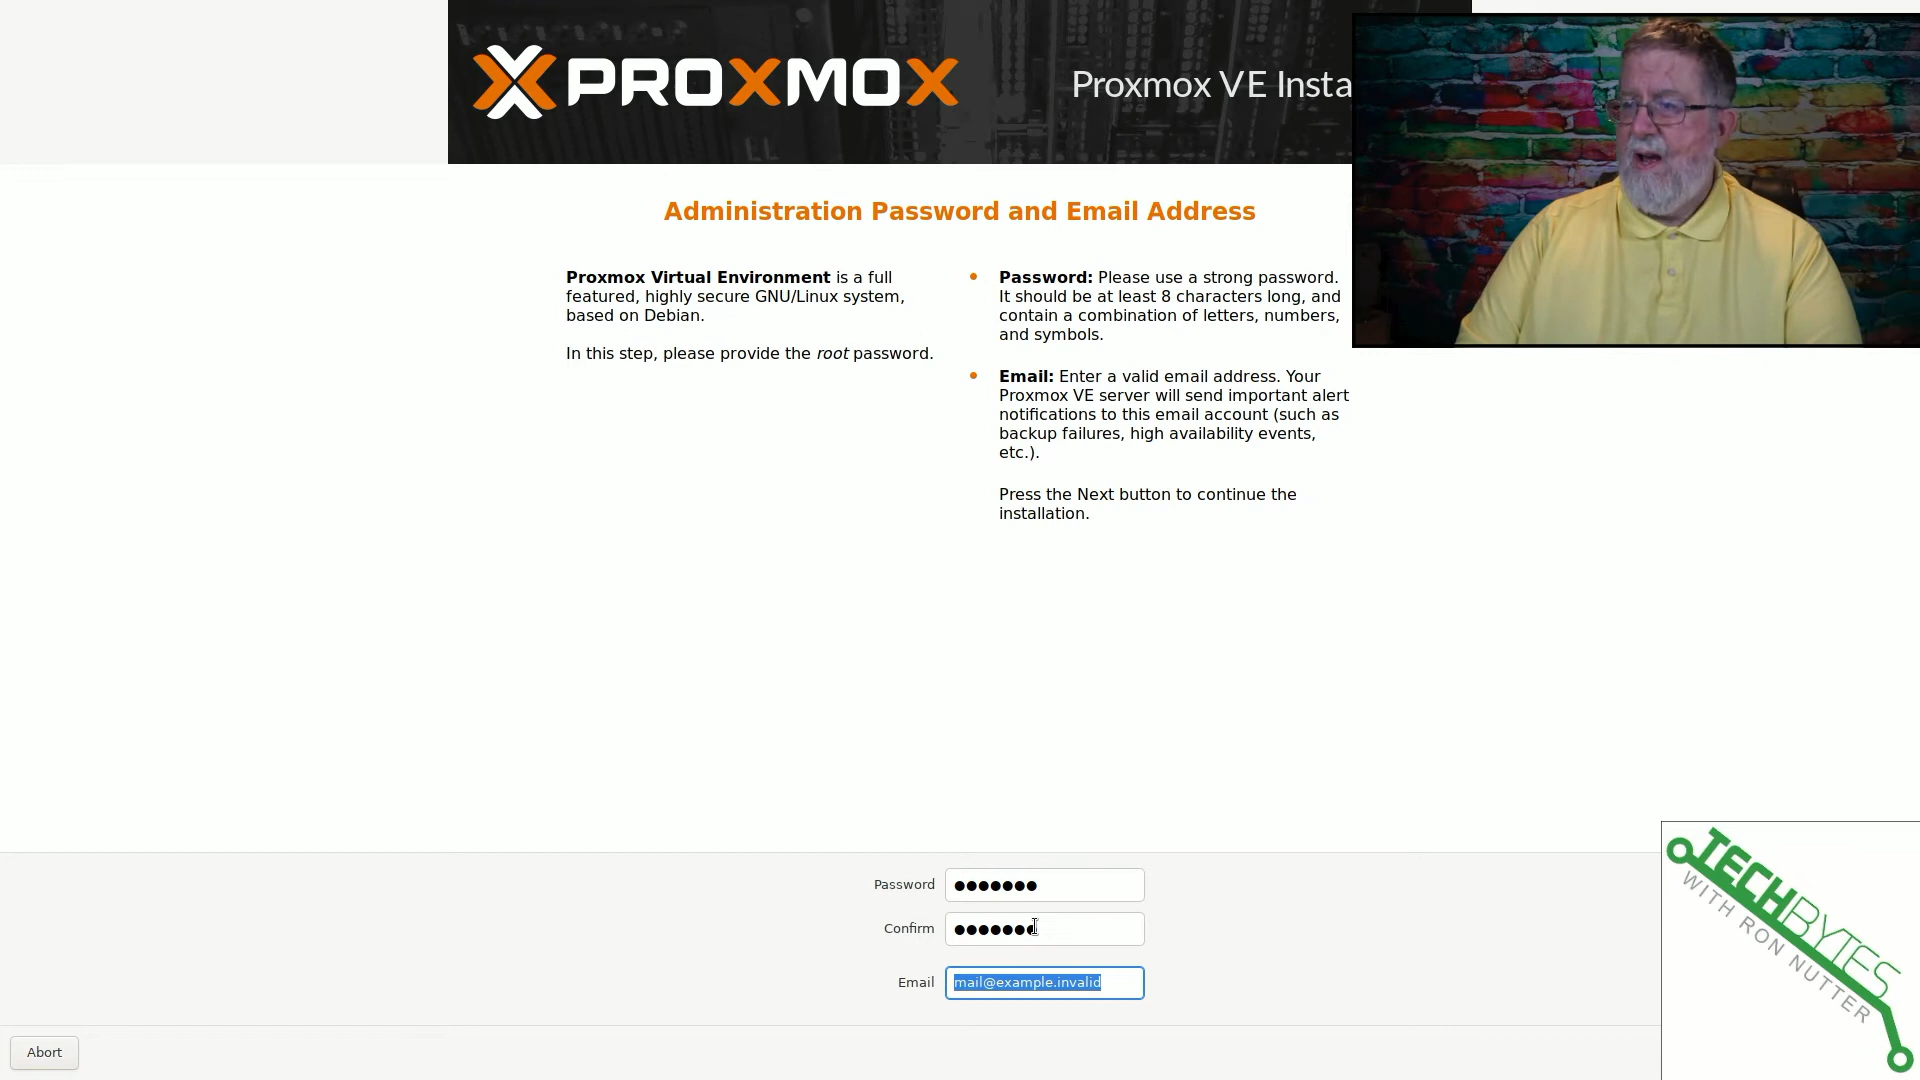 PROXMOX
Proxmox VE Insta
Administration Password and Email Address
Proxmox Virtual Environment is a full
featured, highly secure GNU/Linux system,
based on Debian.
In this step, please provide the root password.
Password: Please use a strong password.
It should be at least 8 characters long, and
contain a combination of letters, numbers,
and symbols.
Email: Enter a valid email address. Your
Proxmox VE server will send important alert
notifications to this email account (such as
backup failures, high availability events,
etc.).
Press the Next button to continue the
installation.
Password ●●●●●●●
Confirm ●●●●●●●
Email mail@example.invalid
Abort
TECHBYTES
WITH RON NUTTER